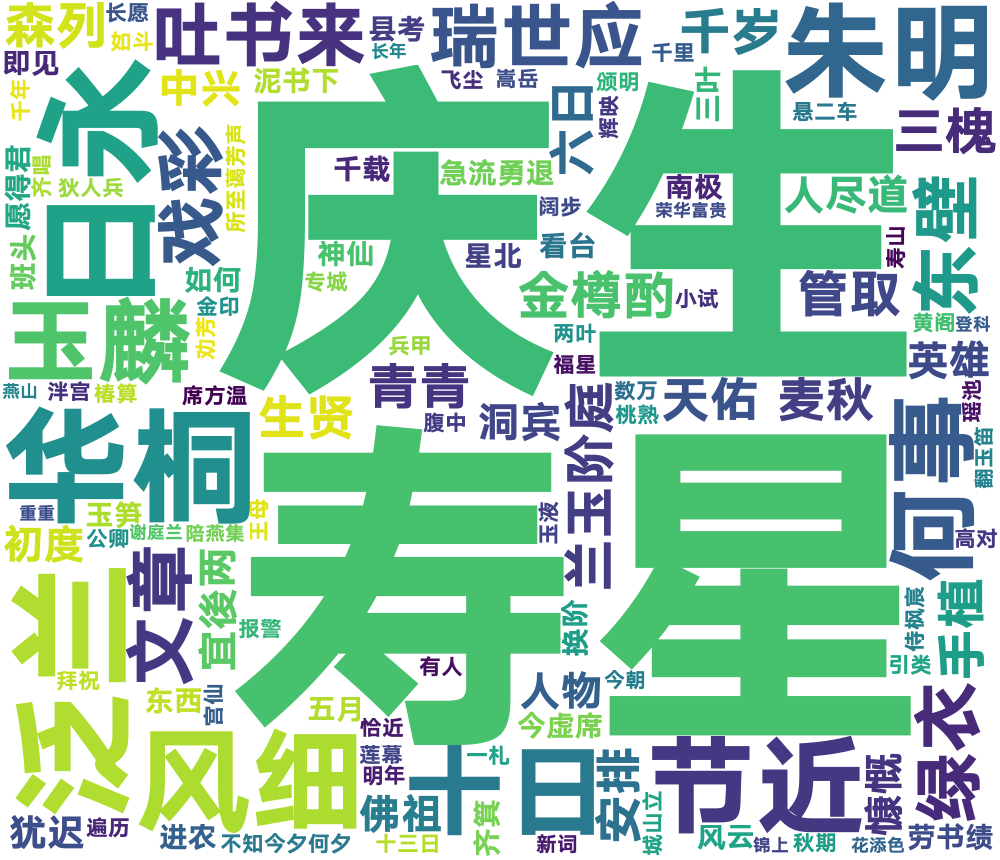 森列
长愿
如斗
吐书来
县考
长年
瑞世应
千岁
千里
朱明
即见
中兴
泥书下
飞尘
嵩岳
颁明
古三
悬二车
千年
永日
戏彩
所至蔼芳声
千载
急流勇退
六日
辉映
三槐
愿得君
齐唱
狄人兵
庆生
南极
荣华富贵
人尽道
东壁
班头
如何
神仙
星北
阔步
看台
寿山
金印
专城
金樽酌
小试
管取
玉麟
劝芳
兵甲
两叶
黄阁
登科
福星
英雄
燕山
泮宫
椿算
席方温
青青
生贤
腹中
洞宾
兰玉阶庭
数万
桃熟
天佑
麦秋
瑶池
华萱
寿星
何事
翻玉笛
重重
玉笋
王母
玉液
初度
公卿
谢庭兰
陪燕集
高对
兰泛
文章
宜後两
报警
换阶
侍枫宸
手植
拜祝
有人
引类
东西
宫仙
五月
人物
今朝
今虚席
绿衣
恰近
风细
莲幕
一札
明年
十日
安排
节近
慷慨
犹迟
遍历
进农
不知今夕何夕
佛祖
十三日
齐箕
新词
城山立
风云
锦上
秋期
花添色
劳书绩